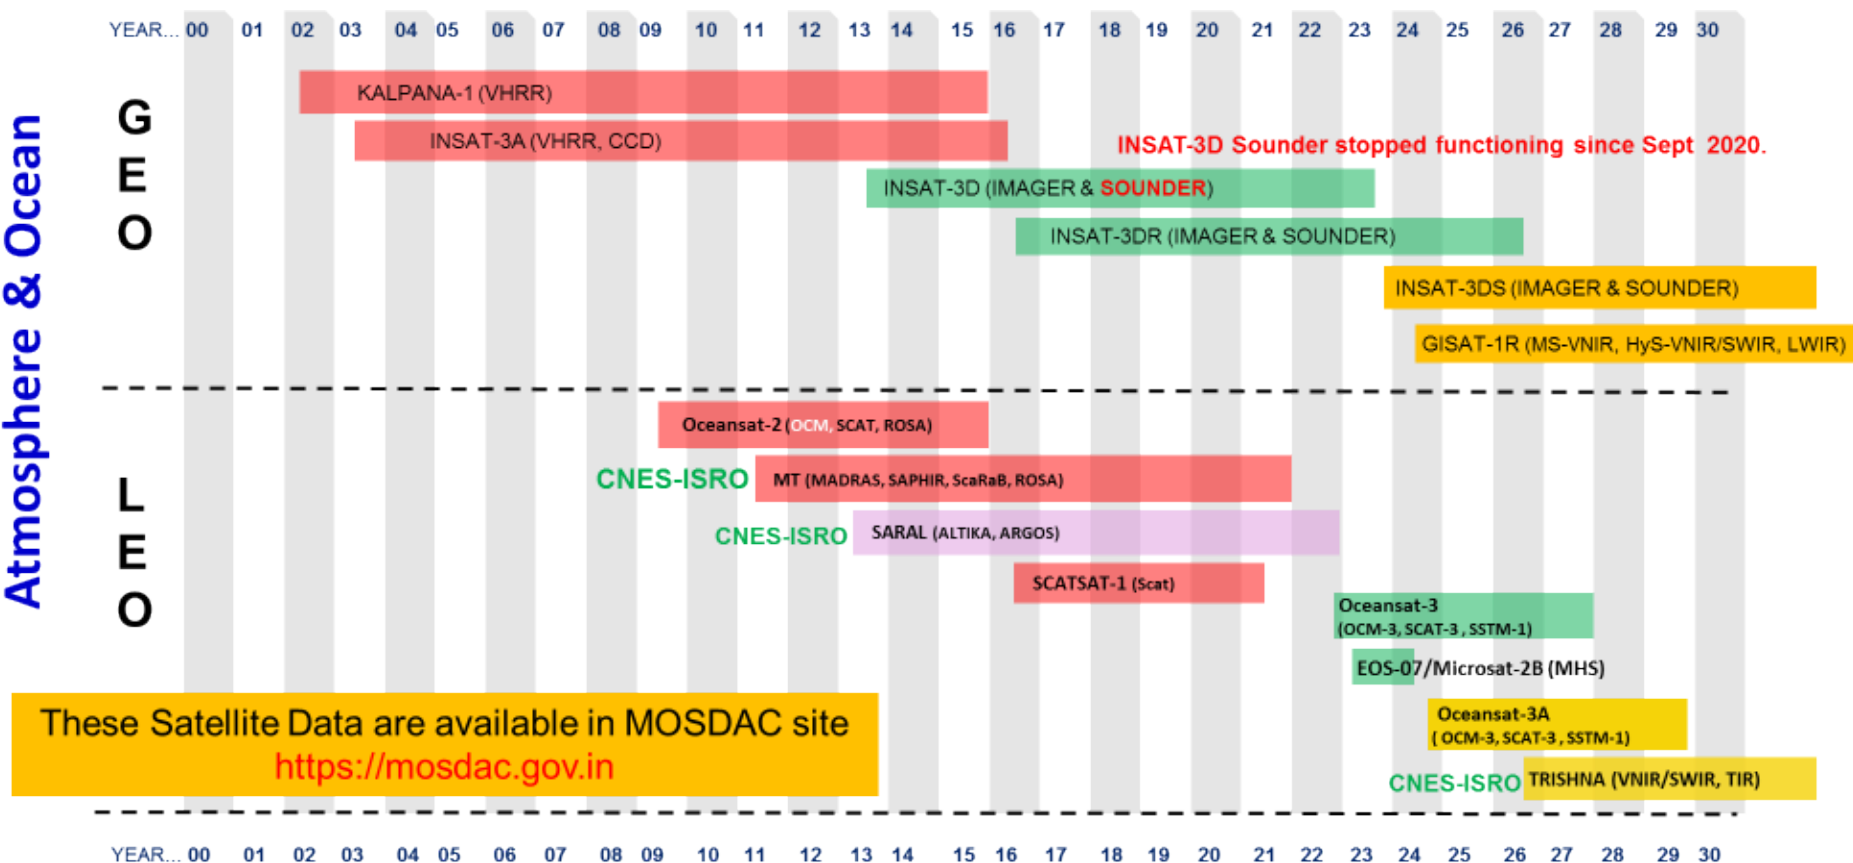 YEAR... 00 01 02 03 04 05 06 07 08 09 10 11 12 13 14 15 16 17 18 19 20 21 22 23 24 25 26 27 28 29 30
Atmosphere & Ocean
GEO
KALPANA-1 (VHRR)
INSAT-3A (VHRR, CCD)
INSAT-3D Sounder stopped functioning since Sept 2020.
INSAT-3D (IMAGER & SOUNDER)
INSAT-3DR (IMAGER & SOUNDER)
INSAT-3DS (IMAGER & SOUNDER)
GISAT-1R (MS-VNIR, HyS-VNIR/SWIR, LWIR)
LEO
Oceansat-2 (OCM, SCAT, ROSA)
CNES-ISRO MT (MADRAS, SAPHIR, ScaRaB, ROSA)
CNES-ISRO SARAL (ALTIKA, ARGOS)
SCATSAT-1 (Scat)
Oceansat-3
(OCM-3, SCAT-3 , SSTM-1)
EOS-07/Microsat-2B (MHS)
Oceansat-3A
( OCM-3, SCAT-3 , SSTM-1)
CNES-ISRO TRISHNA (VNIR/SWIR, TIR)
These Satellite Data are available in MOSDAC site
https://mosdac.gov.in
YEAR... 00 01 02 03 04 05 06 07 08 09 10 11 12 13 14 15 16 17 18 19 20 21 22 23 24 25 26 27 28 29 30